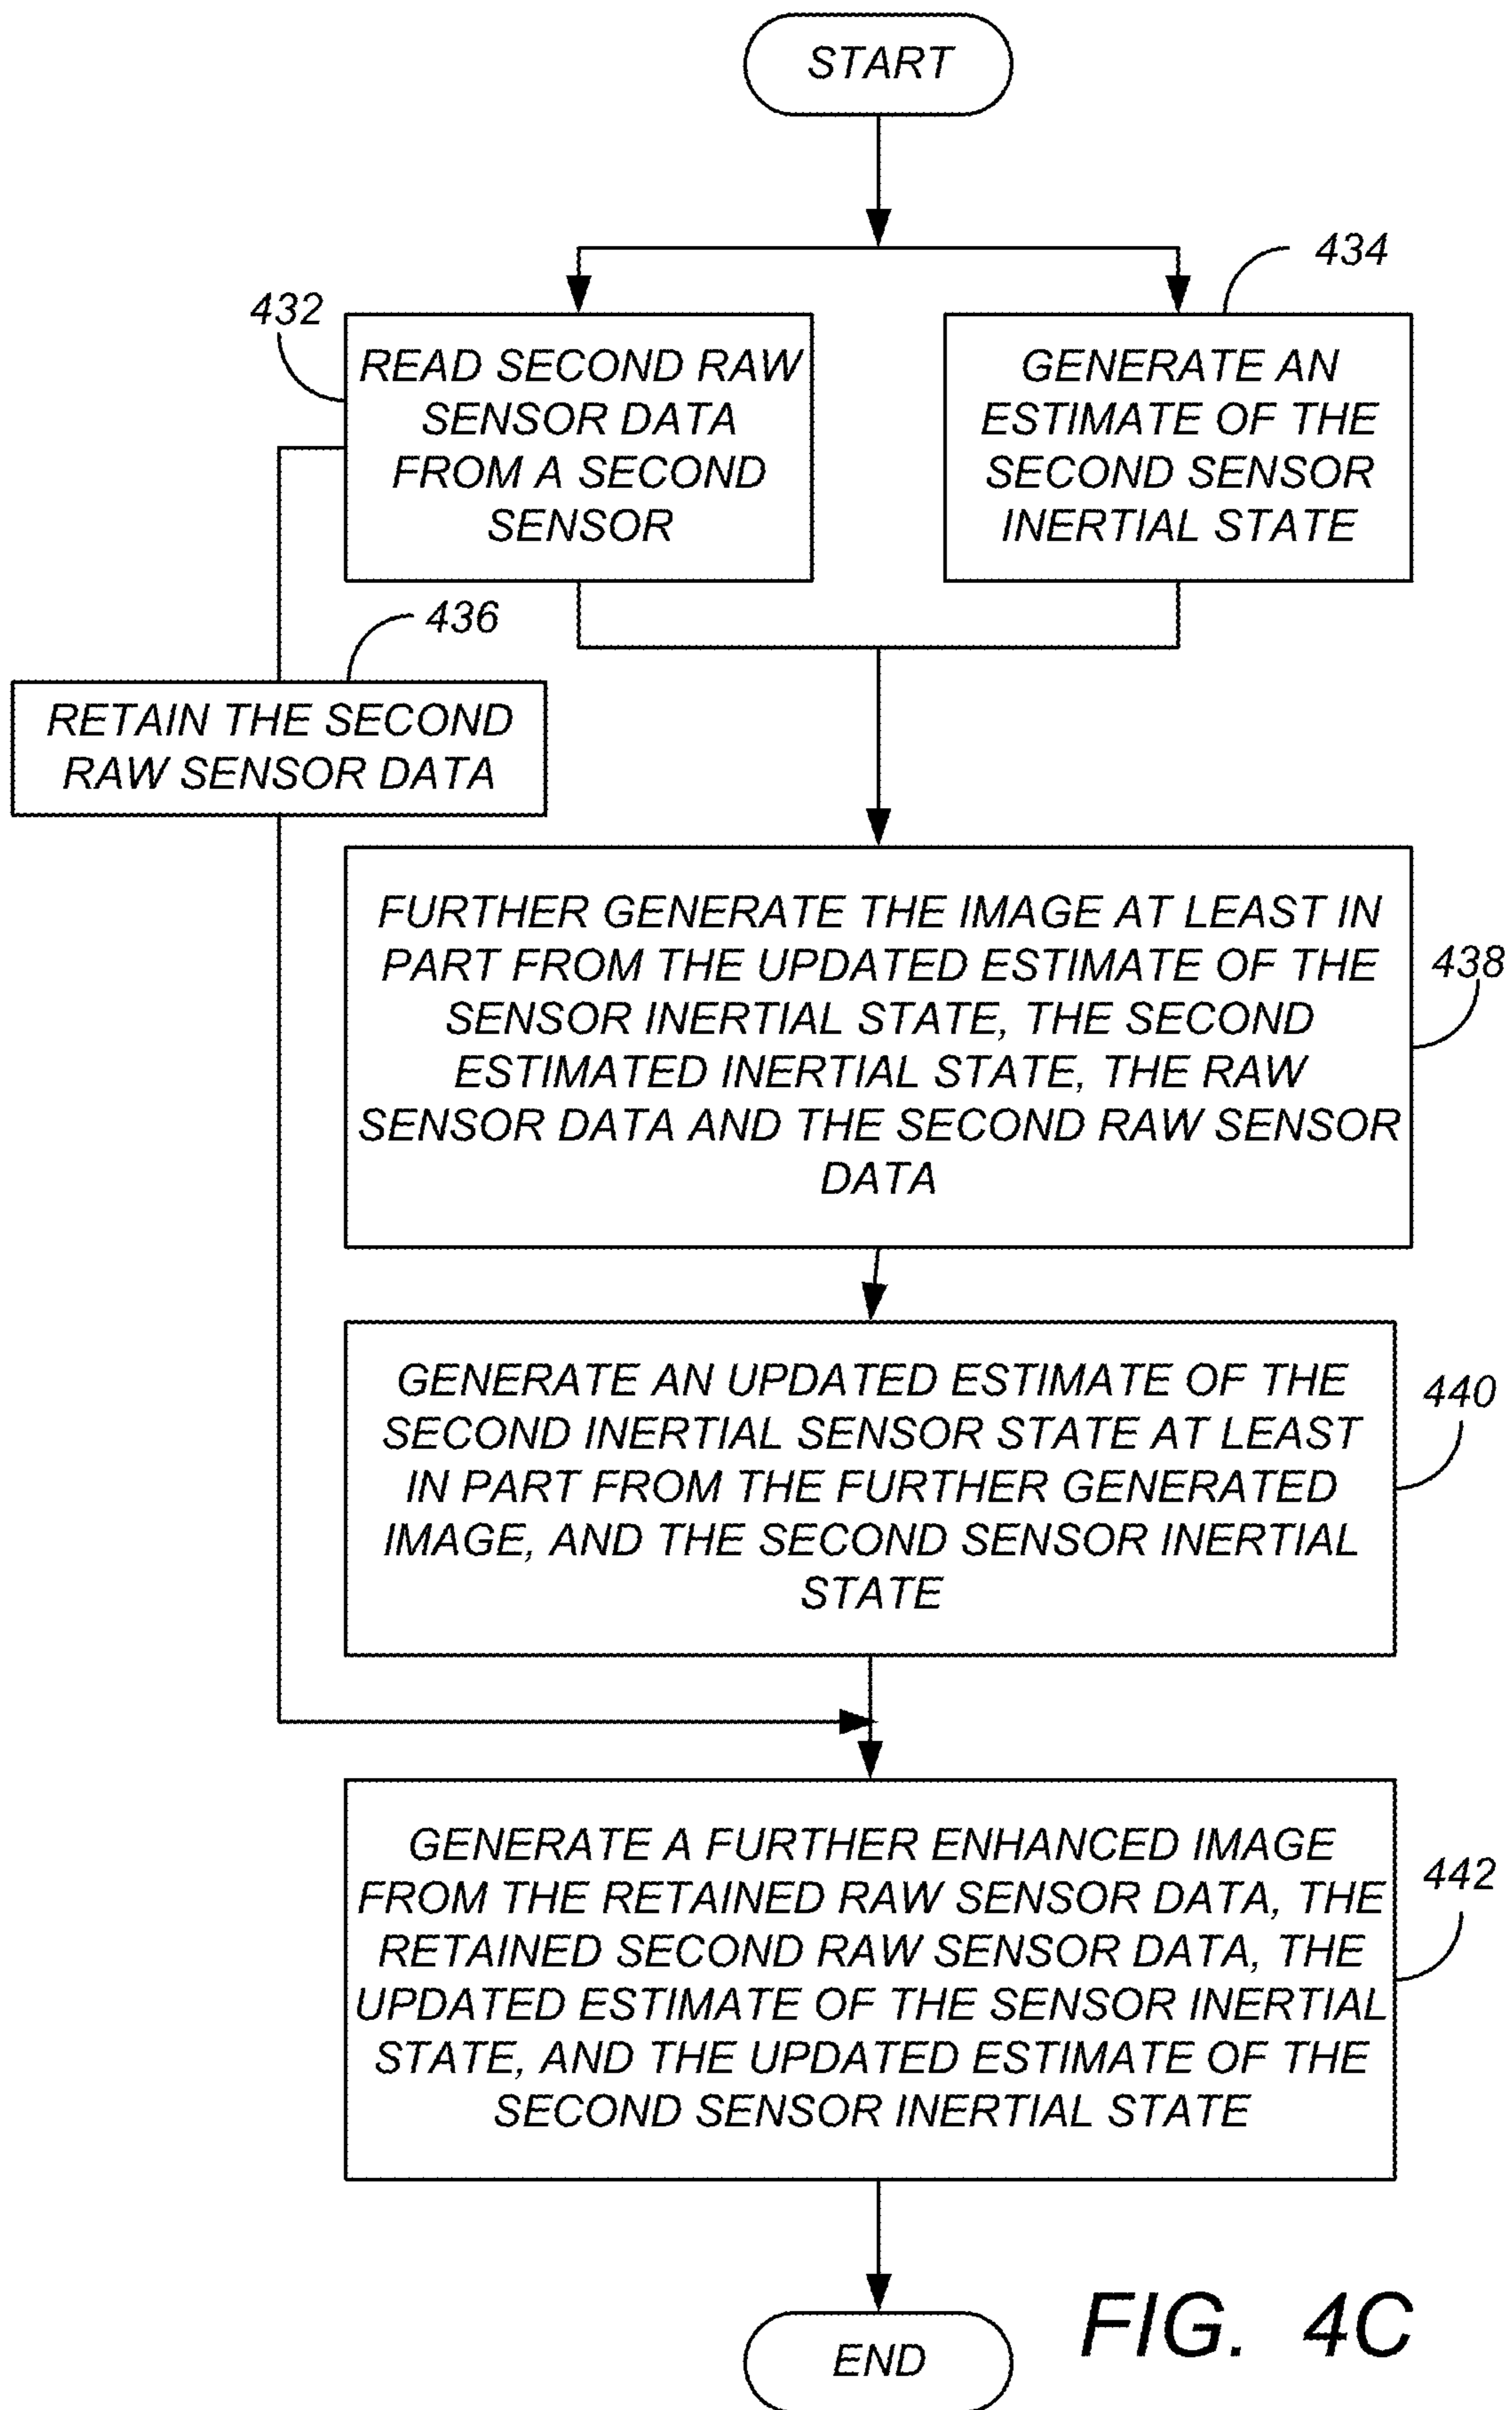 START
434
432
READ SECOND RAW
SENSOR DATA
FROM A SECOND
SENSOR
GENERATE AN
ESTIMATE OF THE
SECOND SENSOR
INERTIAL STATE
436
RETAIN THE SECOND
RAW SENSOR DATA
FURTHER GENERATE THE IMAGE AT LEAST IN
PART FROM THE UPDATED ESTIMATE OF THE
SENSOR INERTIAL STATE, THE SECOND
ESTIMATED INERTIAL STATE, THE RAW
SENSOR DATA AND THE SECOND RAW SENSOR
DATA
438
GENERATE AN UPDATED ESTIMATE OF THE
SECOND INERTIAL SENSOR STATE AT LEAST
IN PART FROM THE FURTHER GENERATED
IMAGE, AND THE SECOND SENSOR INERTIAL
STATE
440
GENERATE A FURTHER ENHANCED IMAGE
FROM THE RETAINED RAW SENSOR DATA, THE
RETAINED SECOND RAW SENSOR DATA, THE
UPDATED ESTIMATE OF THE SENSOR INERTIAL
STATE, AND THE UPDATED ESTIMATE OF THE
SECOND SENSOR INERTIAL STATE
442
END
FIG. 4C